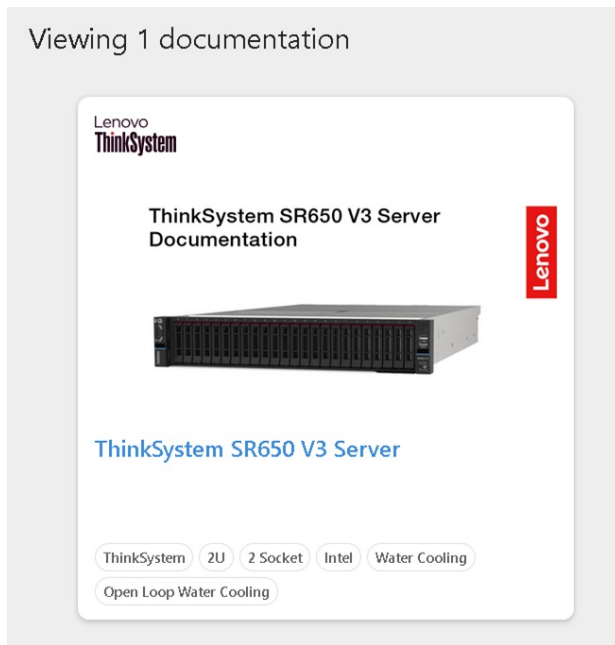 Viewing 1 documentation
Lenovo
ThinkSystem
ThinkSystem SR650 V3 Server
Documentation
Lenovo
ThinkSystem SR650 V3 Server
ThinkSystem 2U 2 Socket Intel Water Cooling
Open Loop Water Cooling